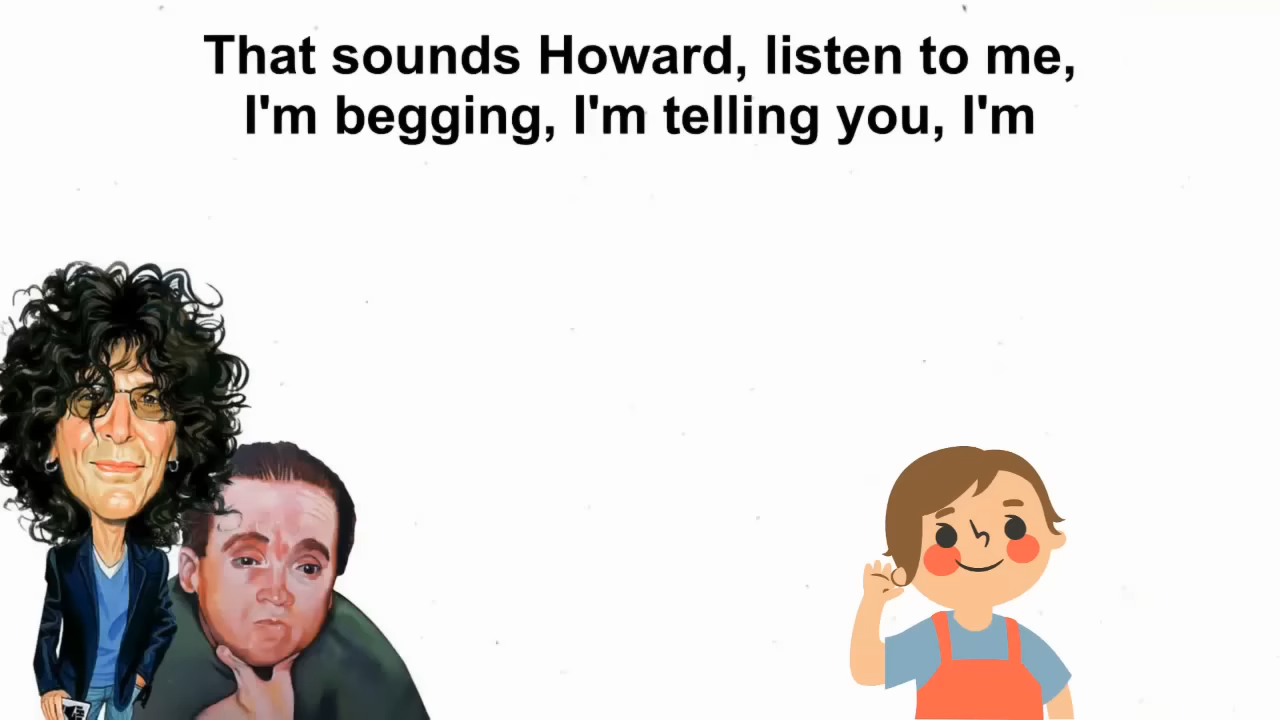 That sounds Howard, listen to me,
I'm begging, I'm telling you, I'm